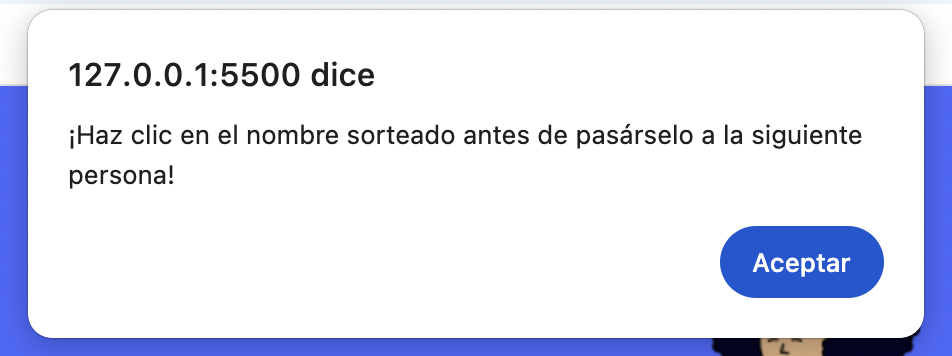 127.0.0.1:5500 dice
¡Haz clic en el nombre sorteado antes de pasárselo a la siguiente
persona!
Aceptar